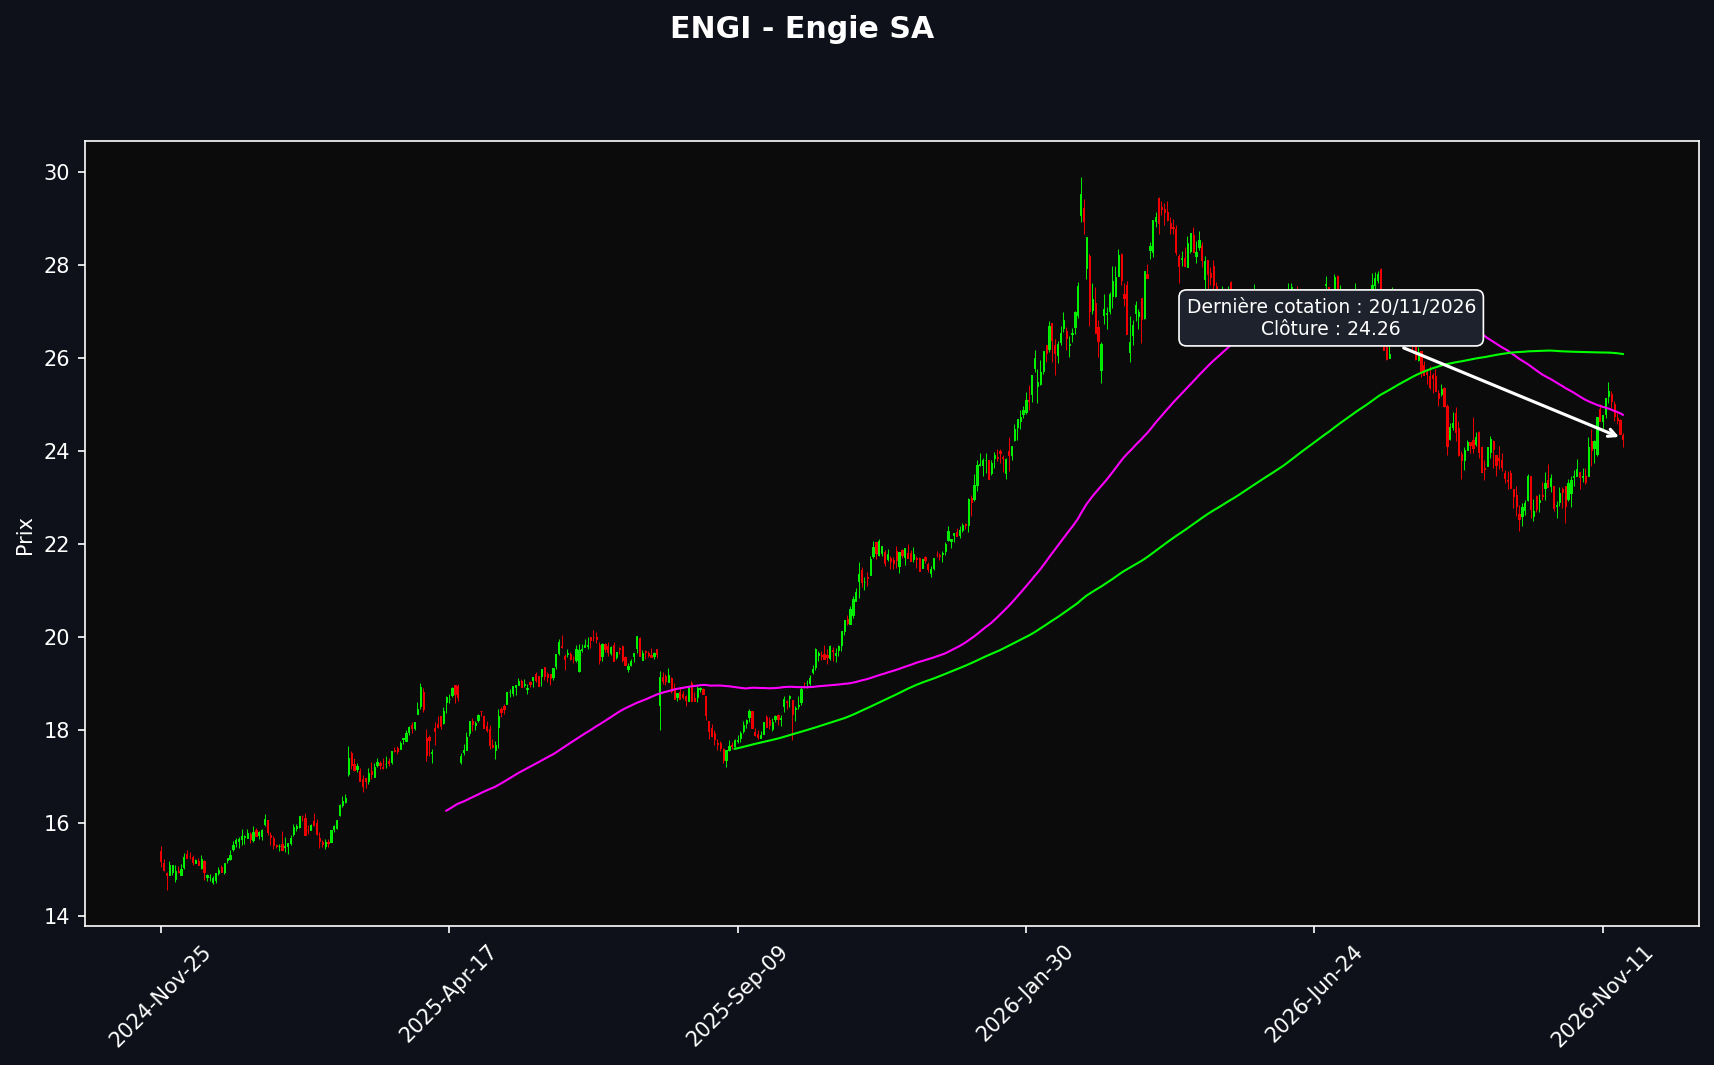 ENGI - Engie SA
30
28
26
24
22
20
18
16
14
Prix
Dernière cotation : 20/11/2026
Clôture : 24.26
2024-Nov-25
2025-Apr-17
2025-Sep-09
2026-Jan-30
2026-Jun-24
2026-Nov-11